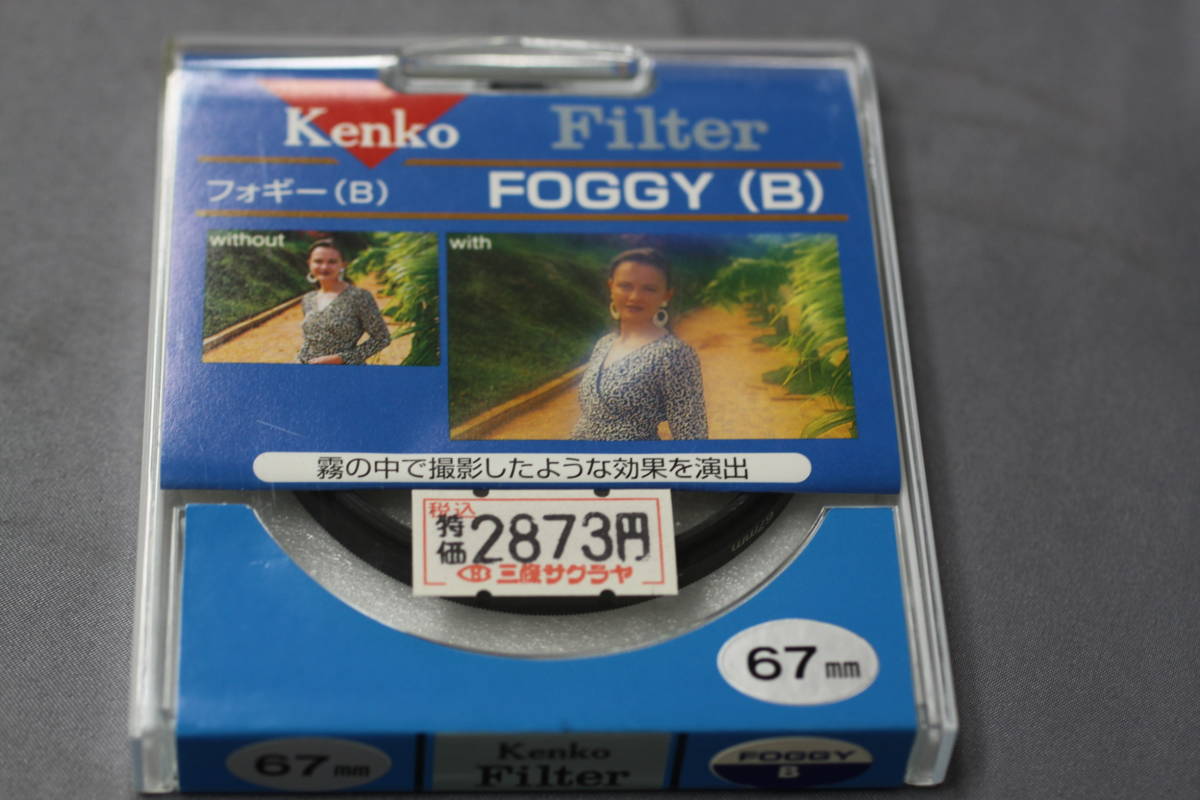 Kenko Filter
フォギー(B) FOGGY (B)
without
with
霧の中で撮影したような効果を演出
税込
特価 2873円
サクラヤ
67mm
67mm
Kenko
Filter
FOGGY
B